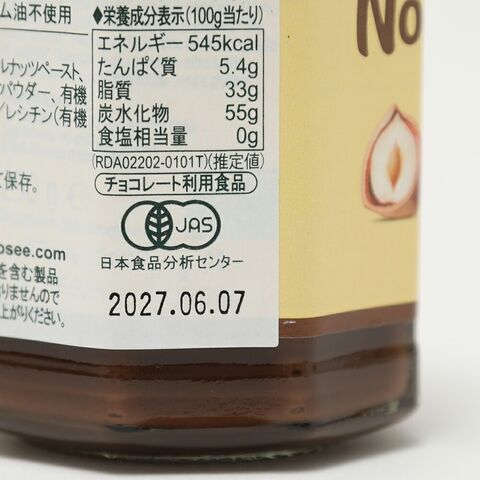 ム油不使用
●栄養成分表示(100g当たり)
エネルギー 545kcal
たんぱく質 5.4g
脂質 33g
炭水化物 55g
食塩相当量 0g
(RDA02202-0101T)(推定値)
チョコレート利用食品
ルナッツペースト、
パウダー、有機
/レシチン(有機
保存。
JAS
日本食品分析センター
osee.com
を含む製品
りませんので
上がりください。
2027.06.07
No